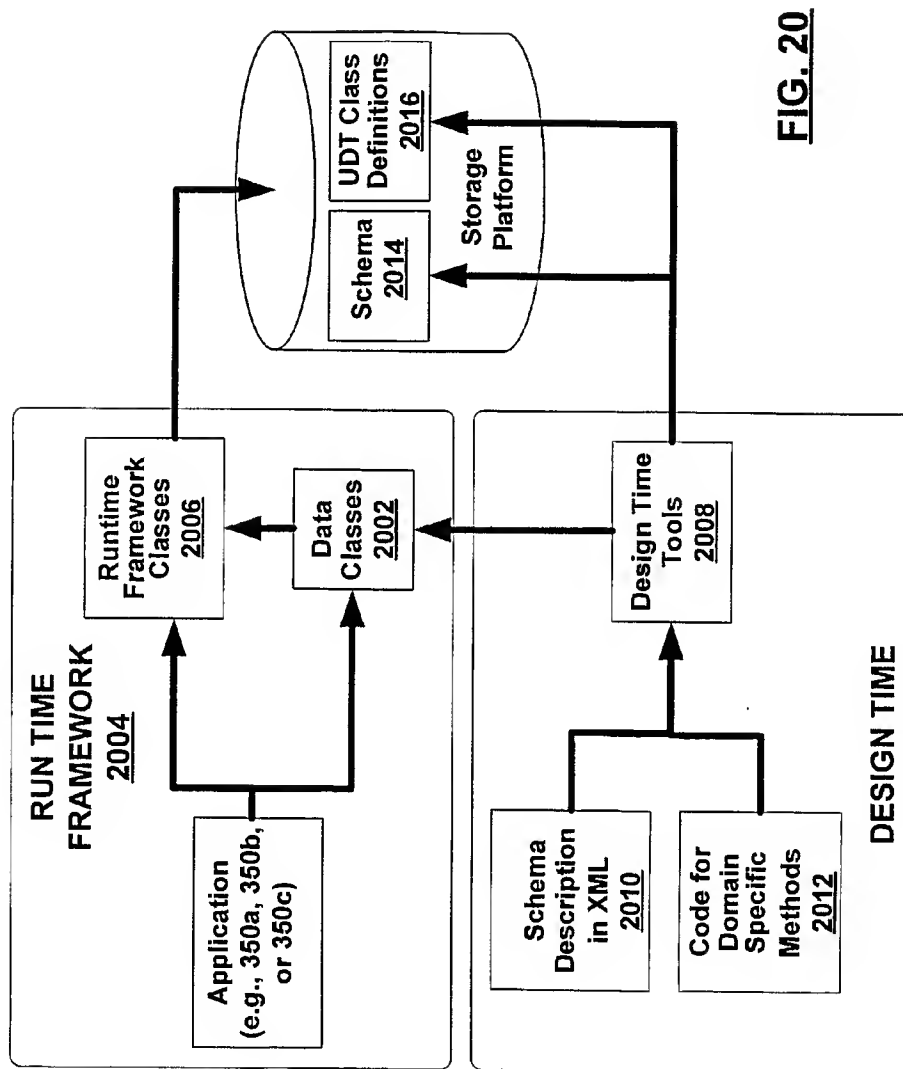 RUN TIME
FRAMEWORK
2004
Application
(e.g., 350a, 350b,
or 350c)
Runtime
Framework
Classes
2006
Data
Classes
2002
Schema
2014
UDT Class
Definitions
2016
Storage
Platform
Schema
Description
in XML
2010
Code for
Domain
Specific
Methods
2012
Design Time
Tools
2008
DESIGN TIME
FIG. 20